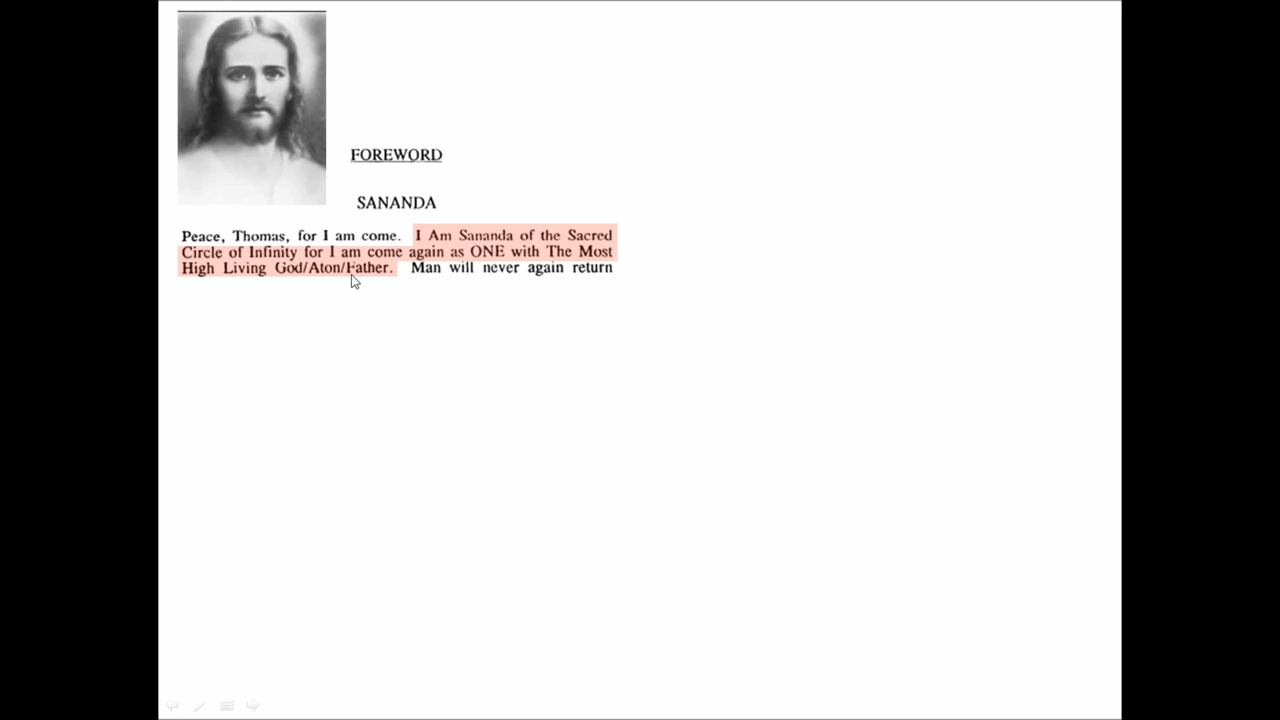 FOREWORD
SANANDA
Peace, Thomas, for I am come. I Am Sananda of the Sacred
Circle of Infinity for I am come again as ONE with The Most
High Living God/Aton/Father. Man will never again return